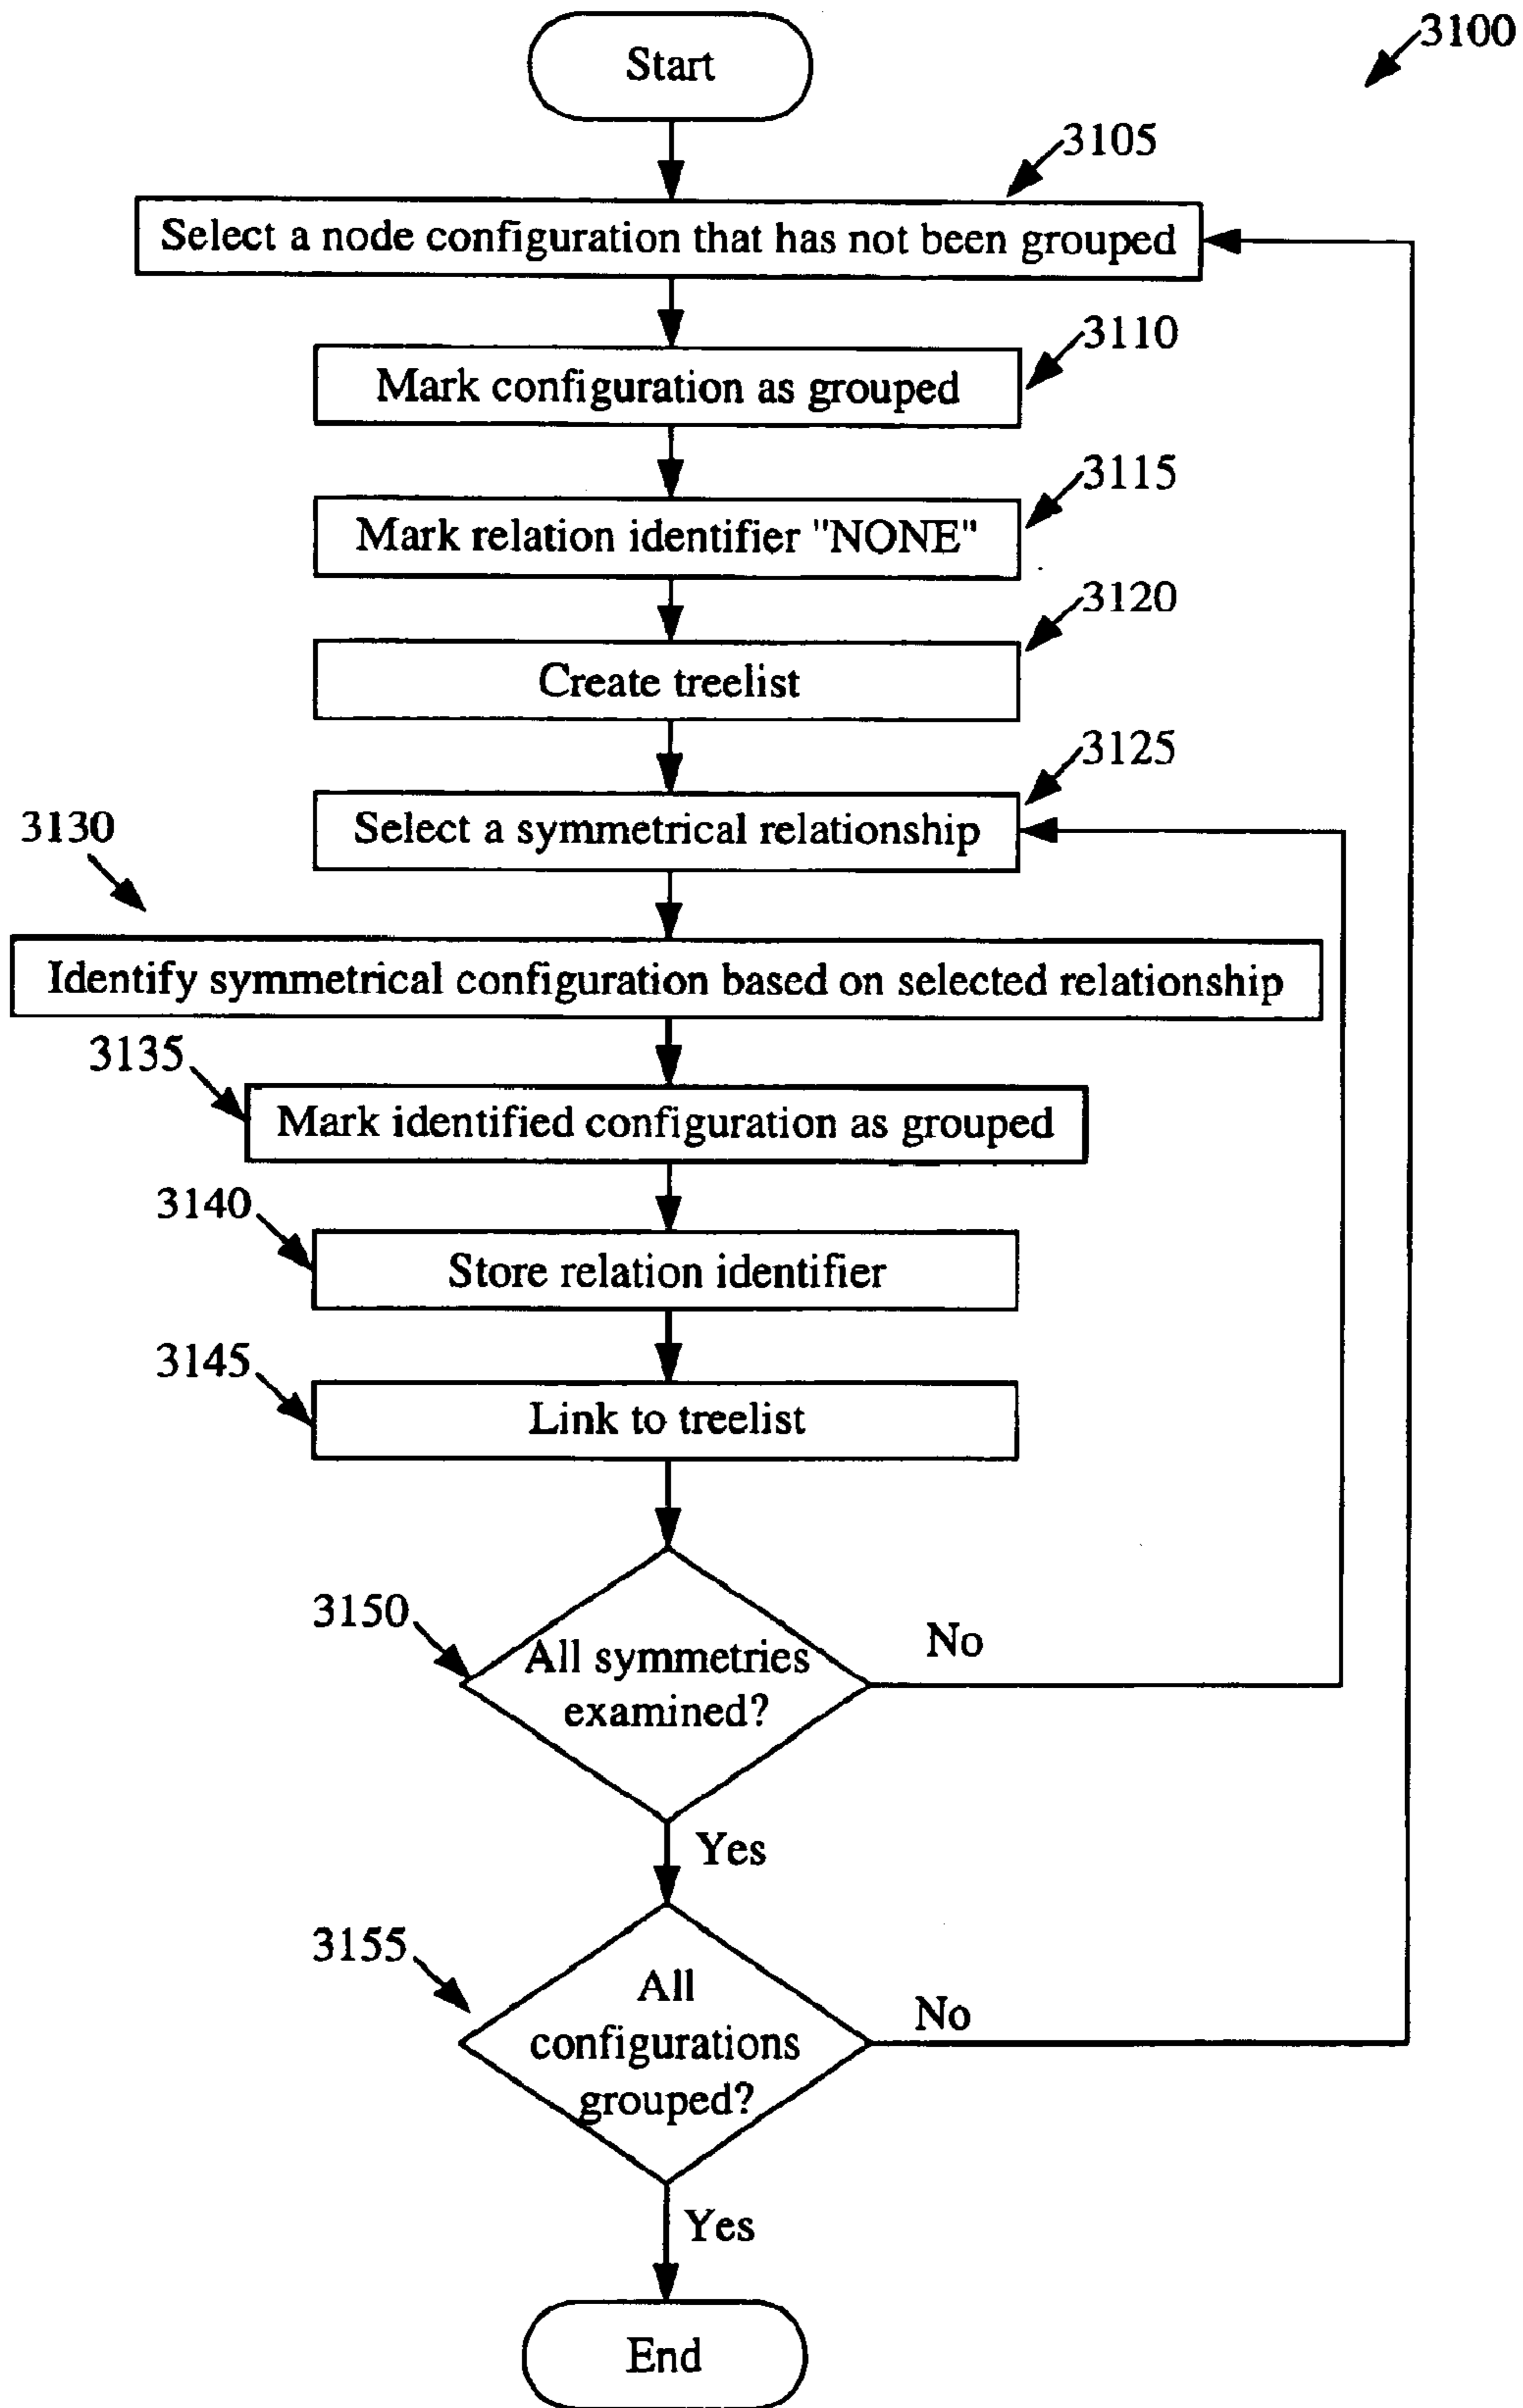 3100
Start
3105
Select a node configuration that has not been grouped
3110
Mark configuration as grouped
3115
Mark relation identifier "NONE"
3120
Create treelist
3125
Select a symmetrical relationship
3130
Identify symmetrical configuration based on selected relationship
3135
Mark identified configuration as grouped
3140
Store relation identifier
3145
Link to treelist
3150
All symmetries
examined?
No
Yes
3155
All
configurations
grouped?
No
Yes
End